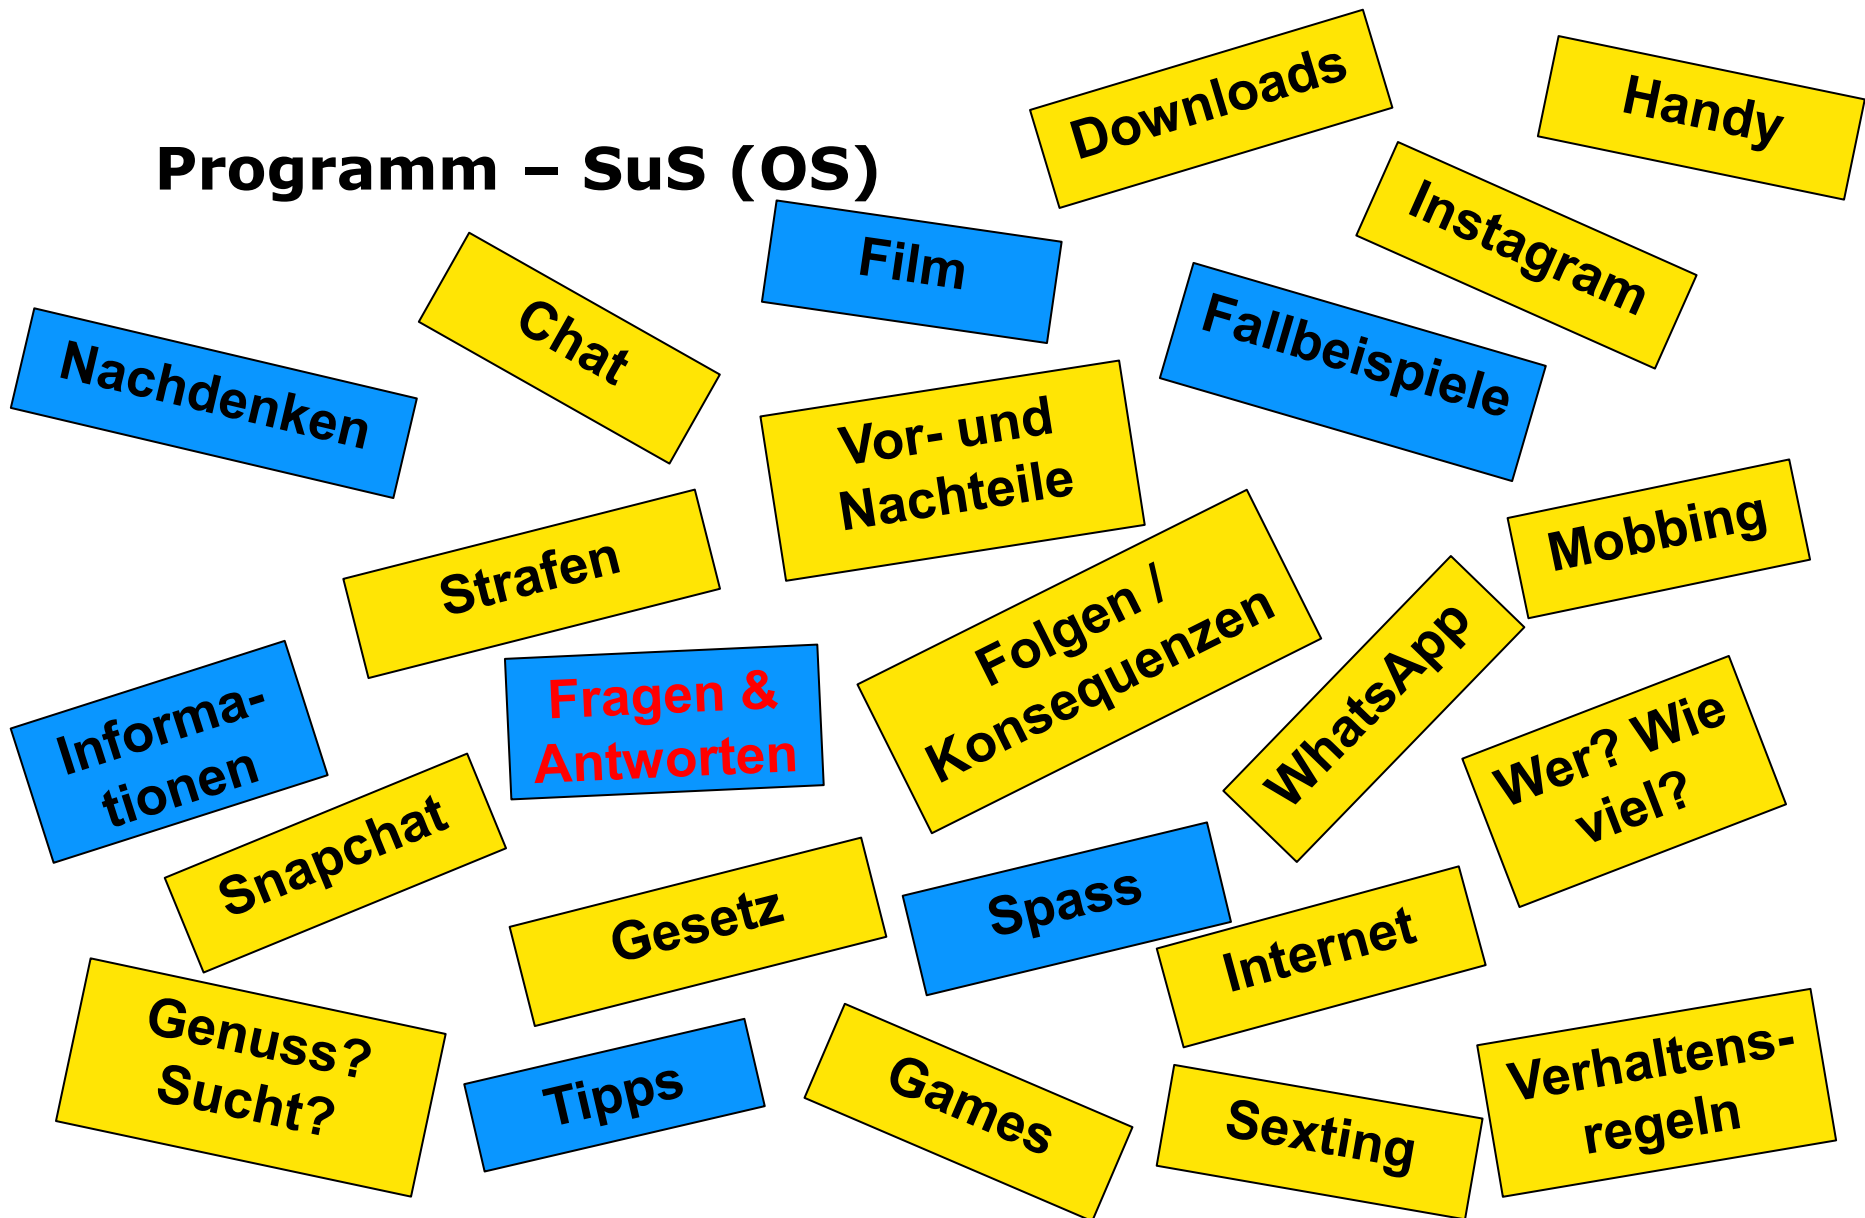 Downloads
Handy
Programm – SuS (OS)
Instagram
Film
Chat
Fallbeispiele
Nachdenken
Vor- und
Nachteile
Mobbing
Strafen
Folgen /
Konsequenzen
WhatsApp
Informa-
tionen
Fragen &
Antworten
Wer? Wie
viel?
Snapchat
Gesetz
Spass
Internet
Genuss?
Sucht?
Tipps
Games
Sexting
Verhaltens-
regeln